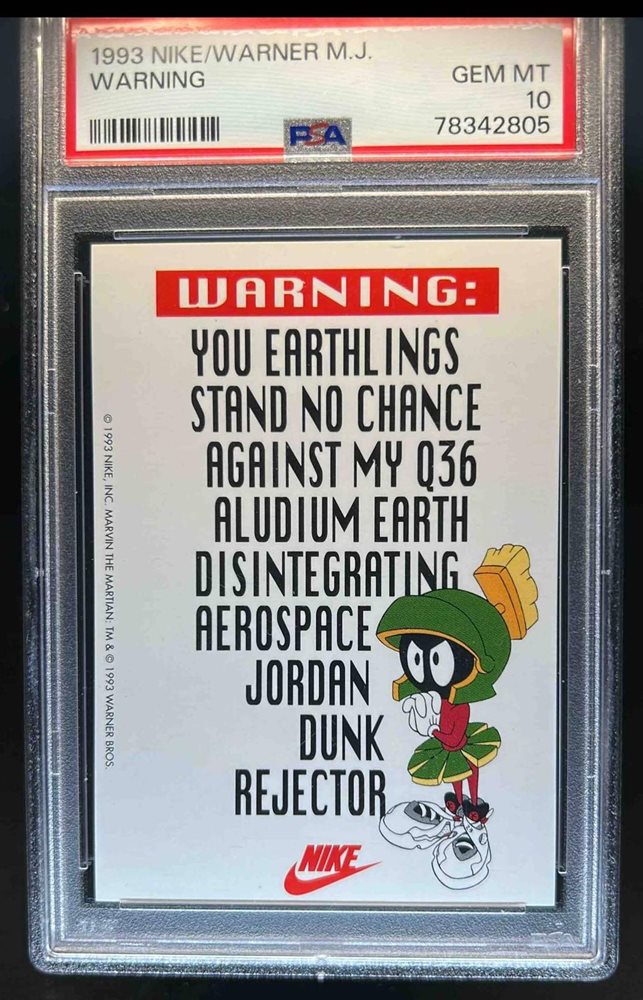 1993 NIKE/WARNER M.J.
WARNING
GEM MT
10
78342805
PSA
WARNING:
YOU EARTHLINGS
STAND NO CHANCE
AGAINST MY Q36
ALUDIUM EARTH
DISINTEGRATING
AEROSPACE
JORDAN
DUNK
REJECTOR
NIKE
© 1993 NIKE, INC. MARVIN THE MARTIAN: TM & © 1993 WARNER BROS.